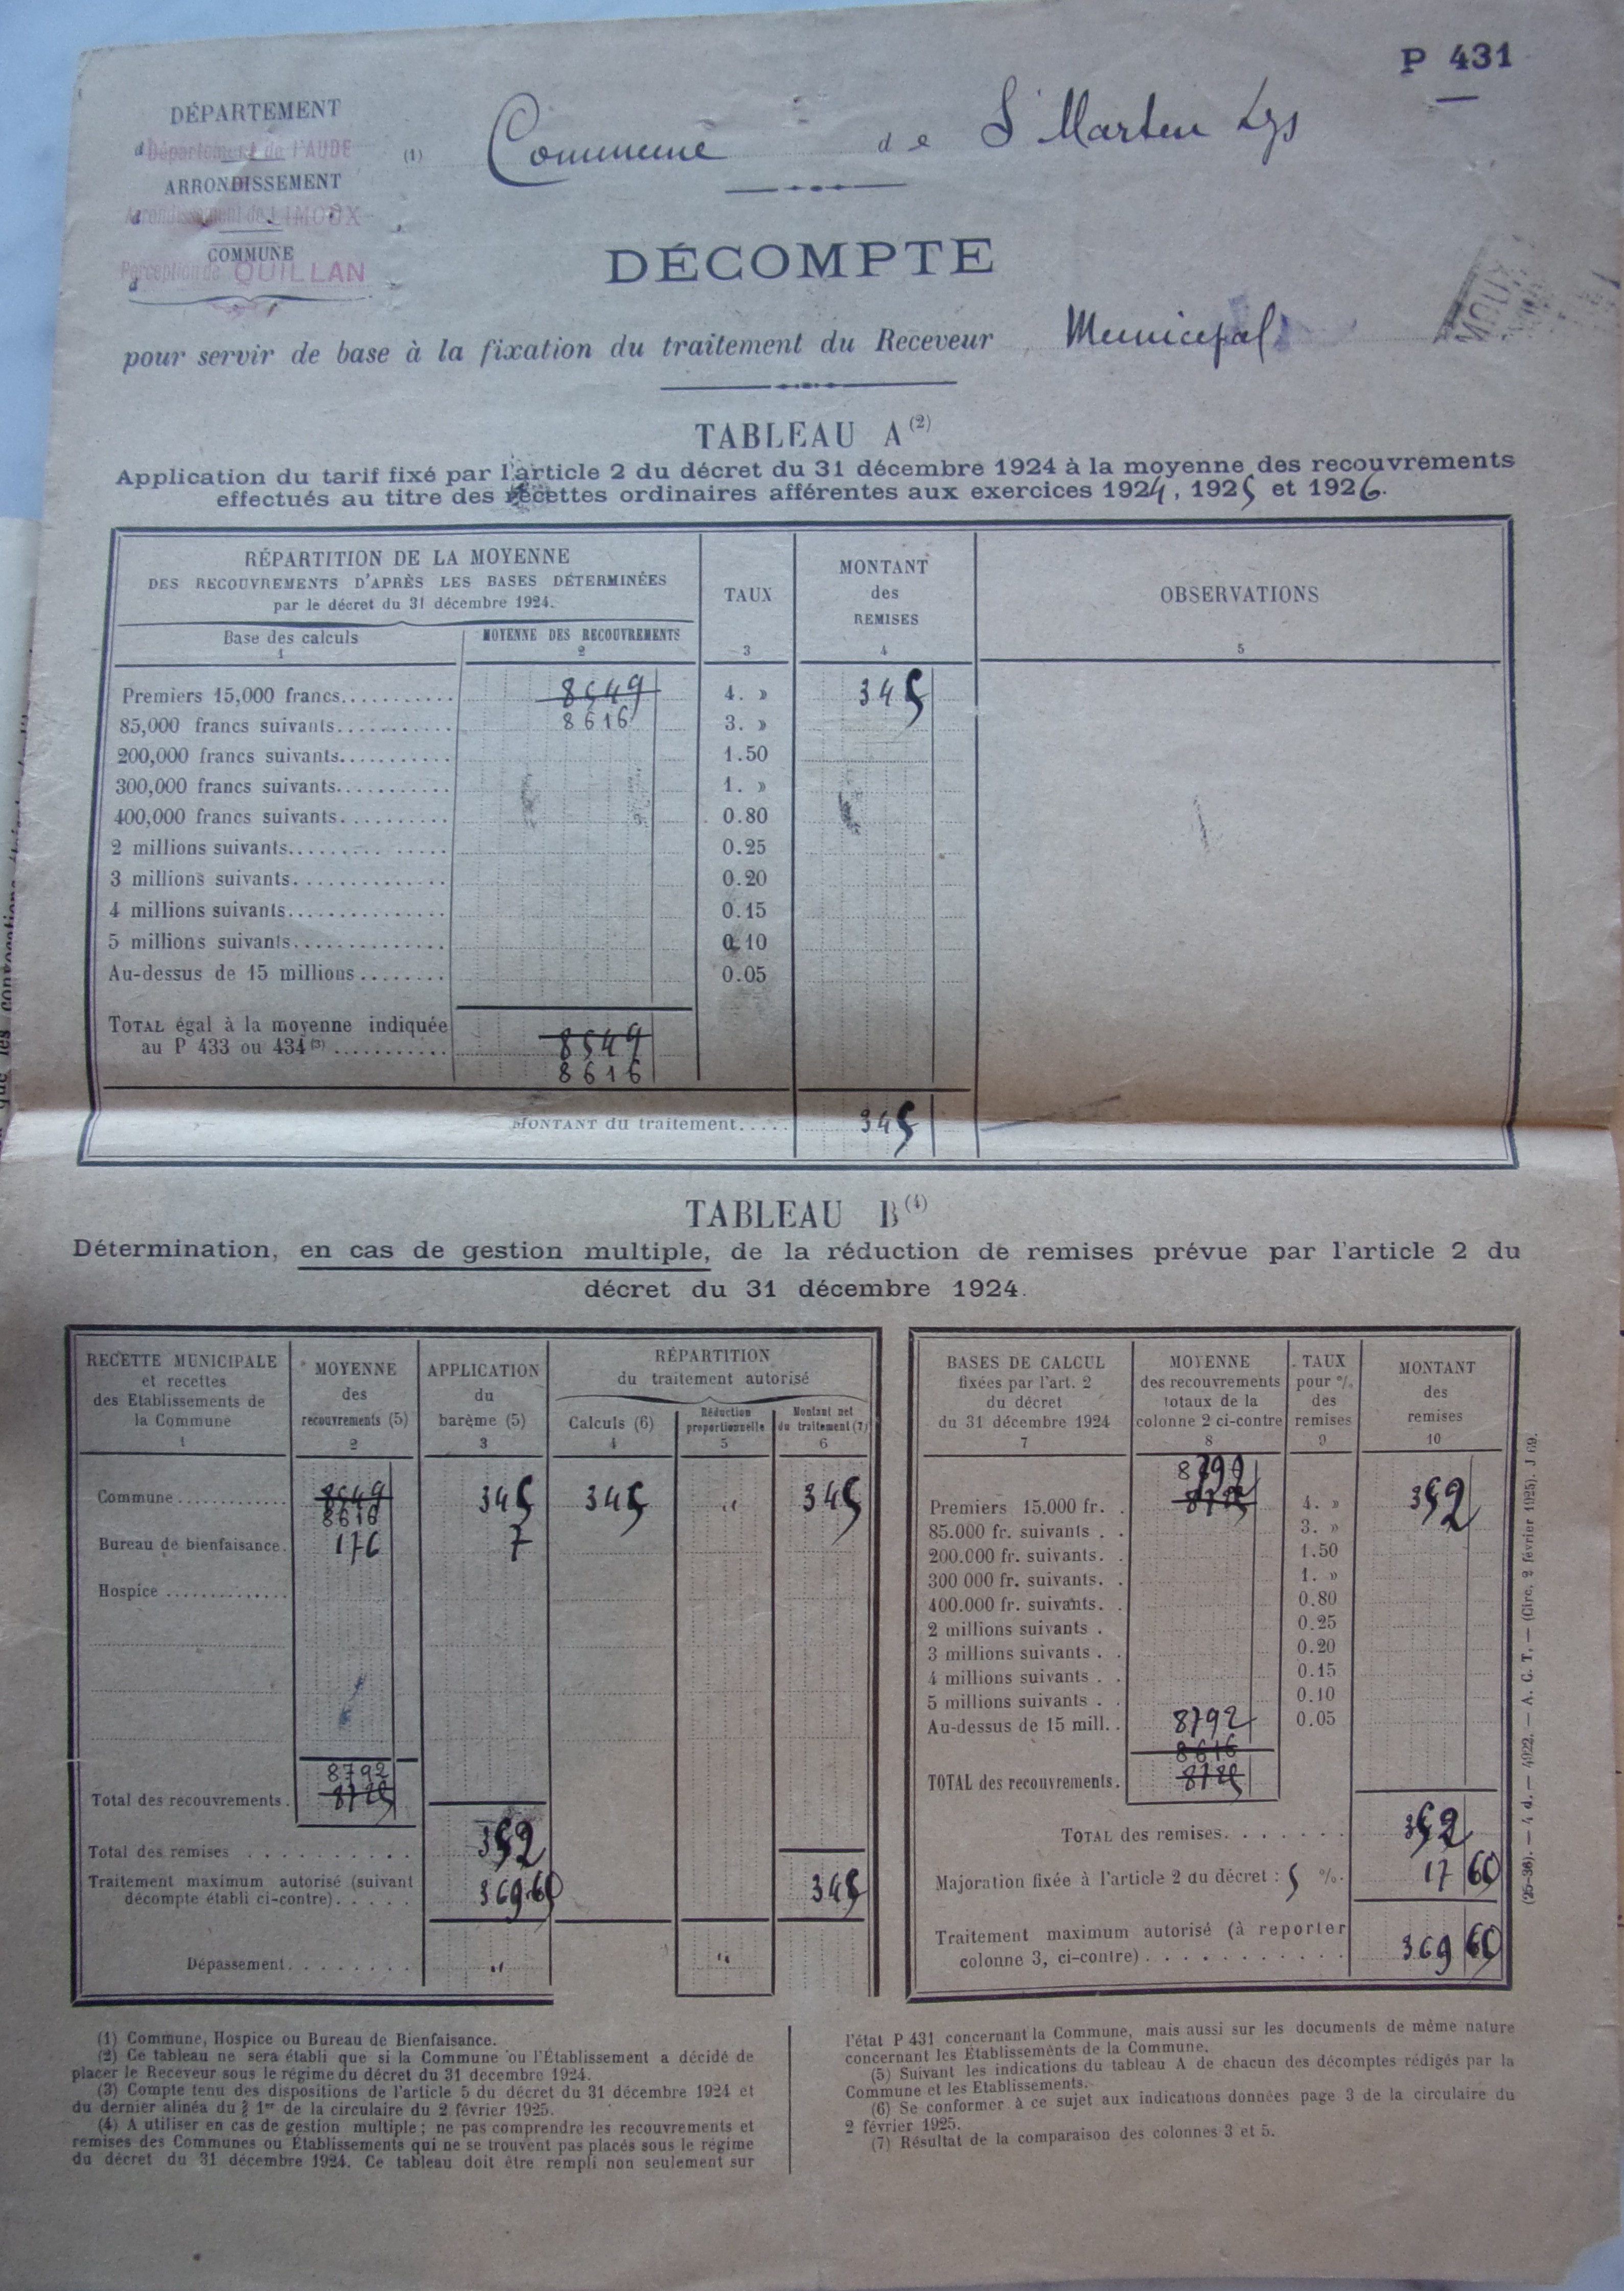 P 431
DÉPARTEMENT
d Département de l'AUDE
(1) Commune de St Martin Lys
ARRONDISSEMENT
d Arrondissement de LIMOUX
COMMUNE
d Perception de QUILLAN
DÉCOMPTE
pour servir de base à la fixation du traitement du Receveur Municipal
TABLEAU A (2)
Application du tarif fixé par l'article 2 du décret du 31 décembre 1924 à la moyenne des recouvrements
effectués au titre des recettes ordinaires afférentes aux exercices 1924, 1925 et 1926.
RÉPARTITION DE LA MOYENNE
DES RECOUVREMENTS D'APRÈS LES BASES DÉTERMINÉES
par le décret du 31 décembre 1924.
TAUX
MONTANT
des
REMISES
OBSERVATIONS
Base des calculs MOYENNE DES RECOUVREMENTS
1 2 3 4 5
Premiers 15,000 francs........... 8549 4. » 345
85,000 francs suivants........... 8616 3. »
200,000 francs suivants........... 1.50
300,000 francs suivants........... 1. »
400,000 francs suivants.......... 0.80
2 millions suivants......... ..... 0.25
3 millions suivants.............. 0.20
4 millions suivants.............. 0.15
5 millions suivants.............. 0.10
Au-dessus de 15 millions ........ 0.05
TOTAL égal à la moyenne indiquée
au P 433 ou 434 (3) ........... 8549
8616
MONTANT du traitement..... 345
TABLEAU B (4)
Détermination, en cas de gestion multiple, de la réduction de remises prévue par l'article 2 du
décret du 31 décembre 1924.
RECETTE MUNICIPALE
et recettes
des Etablissements de
la Commune
1
MOYENNE
des
recouvrements (5)
2
APPLICATION
du
barème (5)
3
RÉPARTITION
du traitement autorisé
Calculs (6)
4
Réduction
proportionnelle
5
Montant net
du traitement (7)
6
Commune ............ 8549 345 345 " 345
8616
Bureau de bienfaisance. 176 7
Hospice .............
8792
Total des recouvrements. 8725
Total des remises . . . . . . . . . . 352
Traitement maximum autorisé (suivant
décompte établi ci-contre). . . . . 369.60 345
Dépassement. . . . . . . . " "
BASES DE CALCUL
fixées par l'art. 2
du décret
du 31 décembre 1924
7
MOYENNE
des recouvrements
totaux de la
colonne 2 ci-contre
8
TAUX
pour %
des
remises
9
MONTANT
des
remises
10
8792
Premiers 15.000 fr. . 8725 4. » 352
85.000 fr. suivants . . 3. »
200.000 fr. suivants. . 1.50
300 000 fr. suivants. . 1. »
400.000 fr. suivants. . 0.80
2 millions suivants . 0.25
3 millions suivants . . 0.20
4 millions suivants . . 0.15
5 millions suivants . . 0.10
Au-dessus de 15 mill. . 8792 0.05
8616
TOTAL des recouvrements. 8725
TOTAL des remises. . . . . . . 352
Majoration fixée à l'article 2 du décret : 5 %. 17 60
Traitement maximum autorisé (à reporter
colonne 3, ci-contre) . . . . . . . . . . . 369 60
(25-36). — 4 d. — 4922. — A. C. T. — (Circ. 2 février 1925). J 69.
(1) Commune, Hospice ou Bureau de Bienfaisance.
(2) Ce tableau ne sera établi que si la Commune ou l'Établissement a décidé de
placer le Receveur sous le régime du décret du 31 décembre 1924.
(3) Compte tenu des dispositions de l'article 5 du décret du 31 décembre 1924 et
du dernier alinéa du § 1er de la circulaire du 2 février 1925.
(4) A utiliser en cas de gestion multiple ; ne pas comprendre les recouvrements et
remises des Communes ou Établissements qui ne se trouvent pas placés sous le régime
du décret du 31 décembre 1924. Ce tableau doit être rempli non seulement sur
l'état P 431 concernant la Commune, mais aussi sur les documents de même nature
concernant les Etablissements de la Commune.
(5) Suivant les indications du tableau A de chacun des décomptes rédigés par la
Commune et les Etablissements.
(6) Se conformer à ce sujet aux indications données page 3 de la circulaire du
2 février 1925.
(7) Résultat de la comparaison des colonnes 3 et 5.